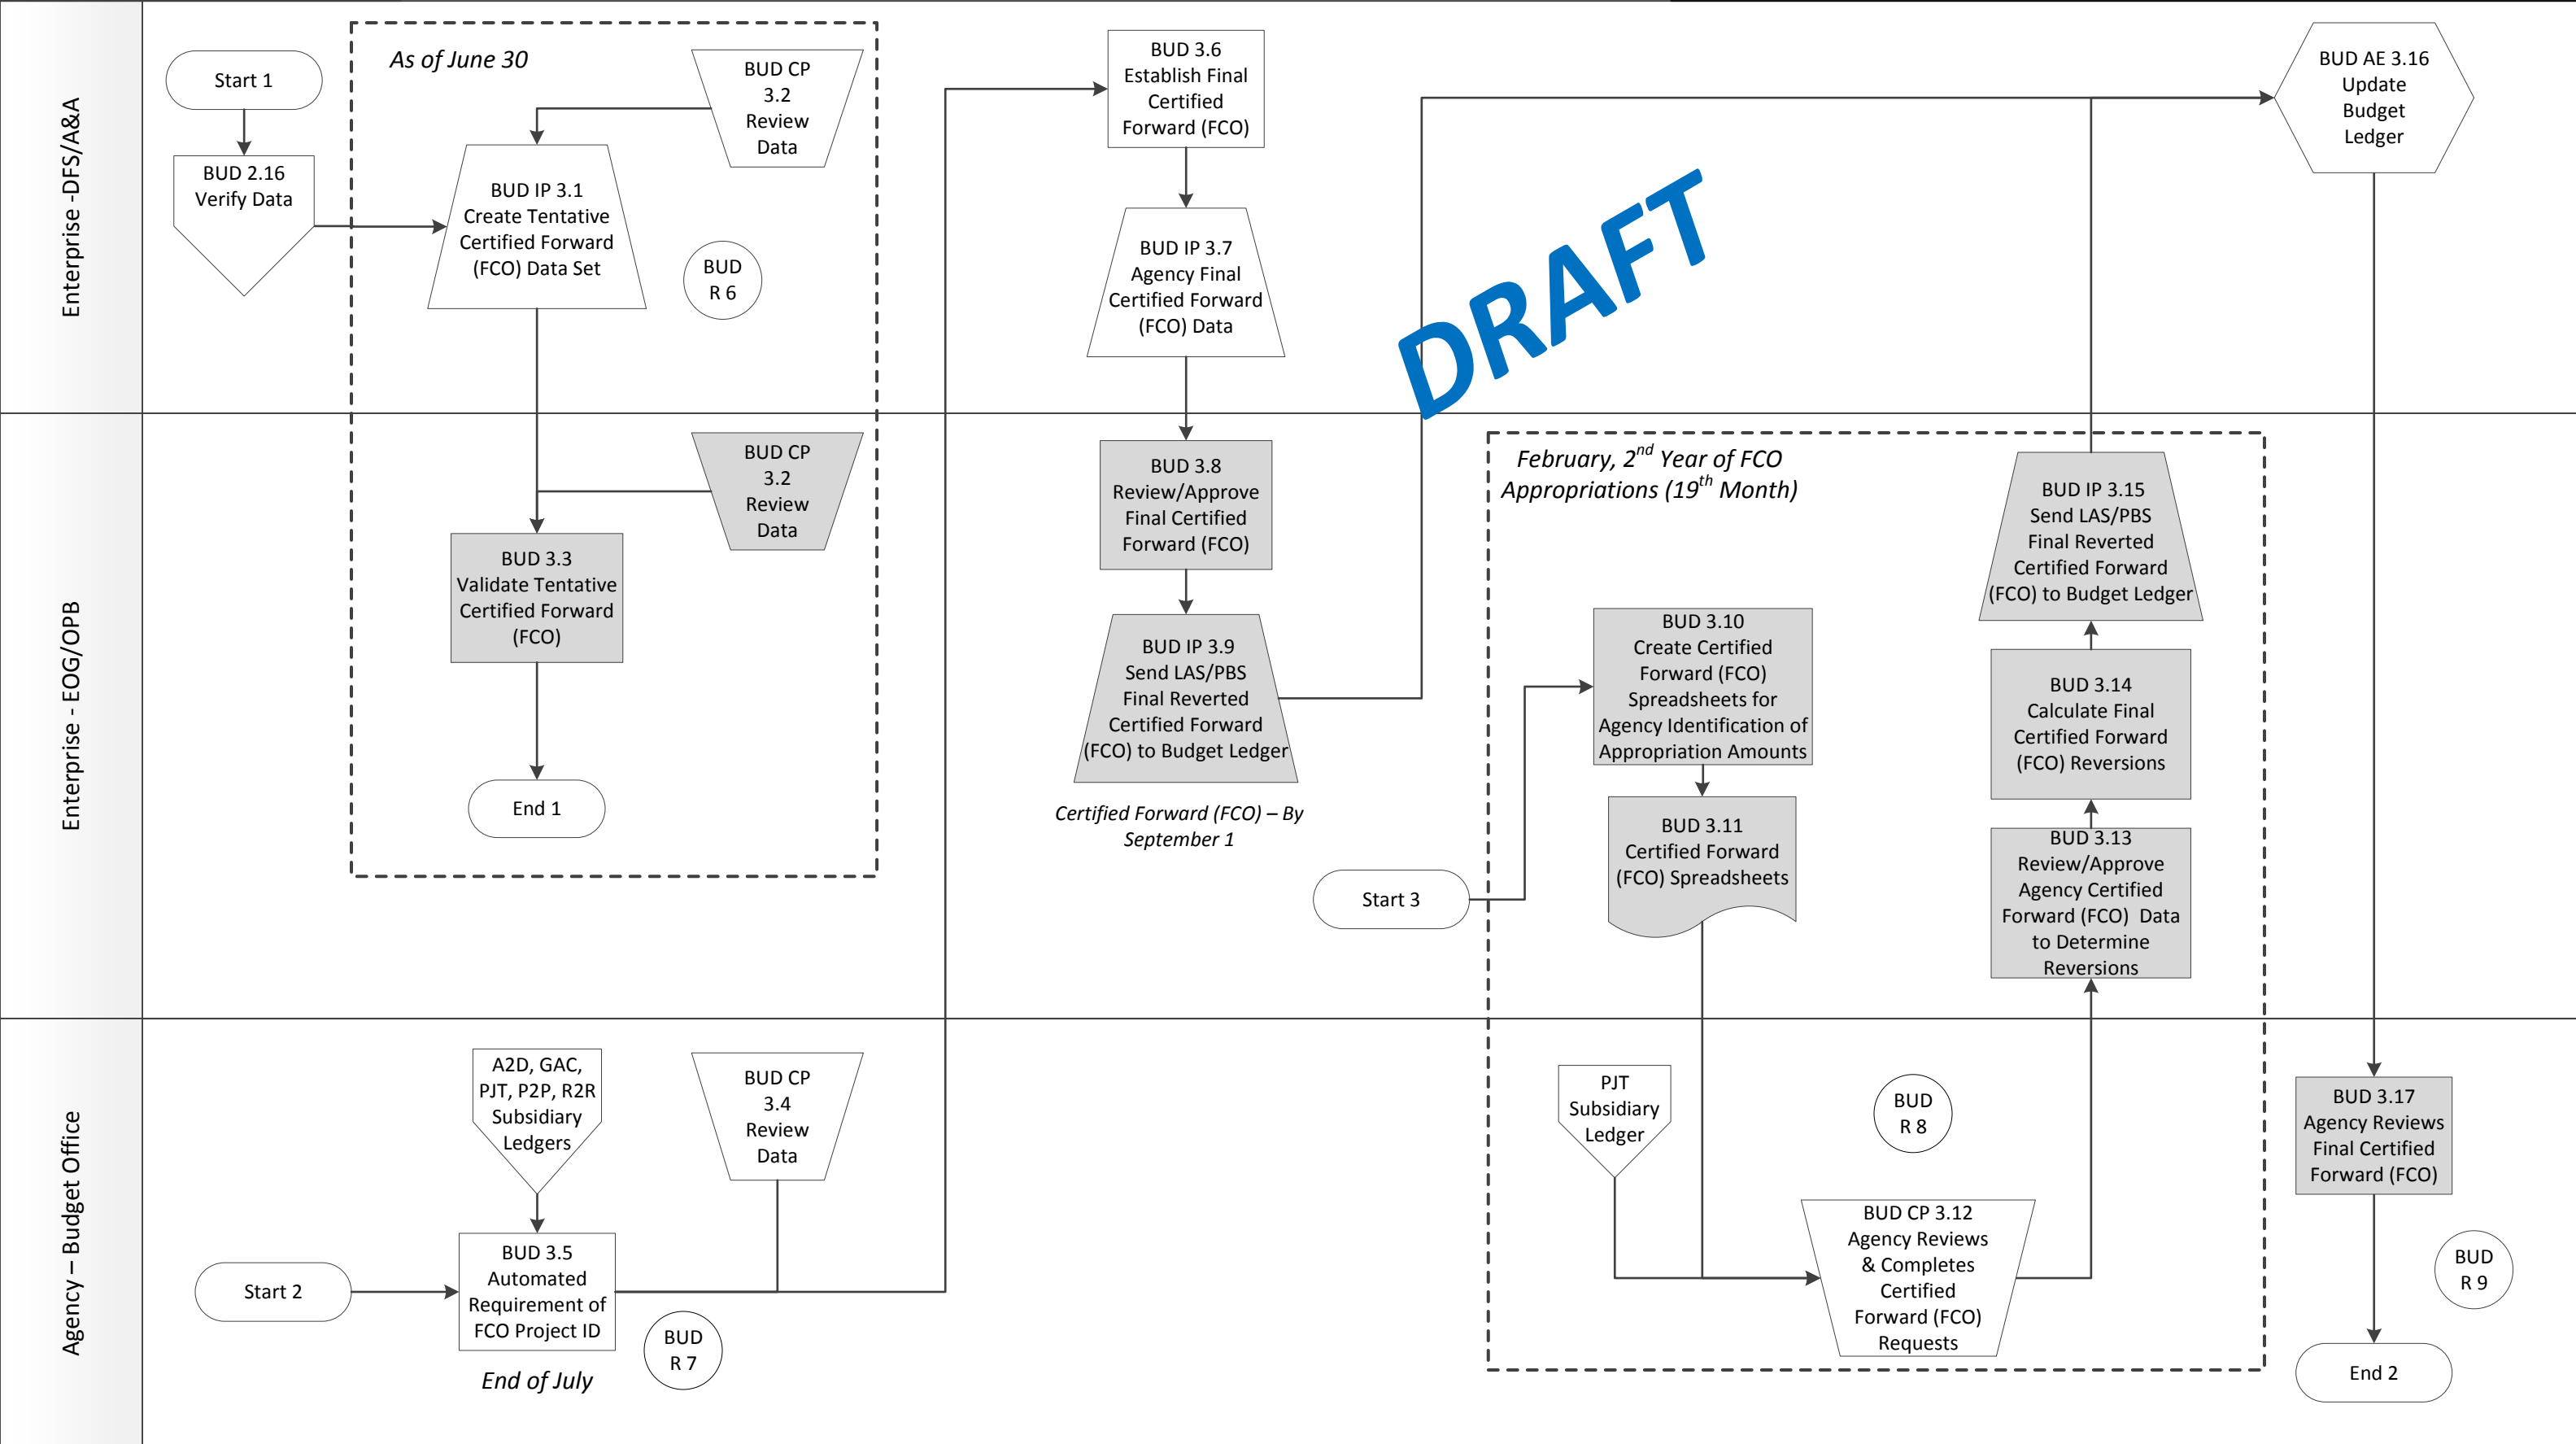 Enterprise -DFS/A&A
Start 1
BUD 2.16
Verify Data
As of June 30
BUD CP
3.2
Review
Data
BUD IP 3.1
Create Tentative
Certified Forward
(FCO) Data Set
BUD
R 6
BUD 3.6
Establish Final
Certified
Forward (FCO)
BUD IP 3.7
Agency Final
Certified Forward
(FCO) Data
DRAFT
BUD AE 3.16
Update
Budget
Ledger
Enterprise - EOG/OPB
BUD CP
3.2
Review
Data
BUD 3.3
Validate Tentative
Certified Forward
(FCO)
End 1
BUD 3.8
Review/Approve
Final Certified
Forward (FCO)
BUD IP 3.9
Send LAS/PBS
Final Reverted
Certified Forward
(FCO) to Budget Ledger
Certified Forward (FCO) – By
September 1
Start 3
February, 2nd Year of FCO
Appropriations (19th Month)
BUD 3.10
Create Certified
Forward (FCO)
Spreadsheets for
Agency Identification of
Appropriation Amounts
BUD 3.11
Certified Forward
(FCO) Spreadsheets
BUD IP 3.15
Send LAS/PBS
Final Reverted
Certified Forward
(FCO) to Budget Ledger
BUD 3.14
Calculate Final
Certified Forward
(FCO) Reversions
BUD 3.13
Review/Approve
Agency Certified
Forward (FCO) Data
to Determine
Reversions
Agency – Budget Office
Start 2
A2D, GAC,
PJT, P2P, R2R
Subsidiary
Ledgers
BUD CP
3.4
Review
Data
BUD 3.5
Automated
Requirement of
FCO Project ID
End of July
BUD
R 7
PJT
Subsidiary
Ledger
BUD
R 8
BUD CP 3.12
Agency Reviews
& Completes
Certified
Forward (FCO)
Requests
BUD 3.17
Agency Reviews
Final Certified
Forward (FCO)
BUD
R 9
End 2